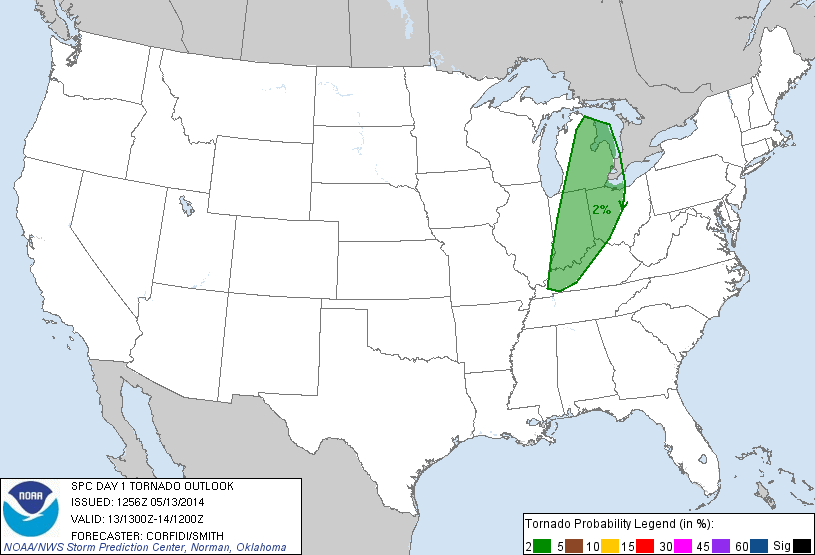 2%
NOAA
SPC DAY 1 TORNADO OUTLOOK
ISSUED: 1256Z 05/13/2014
VALID: 13/1300Z-14/1200Z
FORECASTER: CORFIDI/SMITH
NOAA/NWS Storm Prediction Center, Norman, Oklahoma
Tornado Probability Legend (in %):
2 5 10 15 30 45 60 Sig